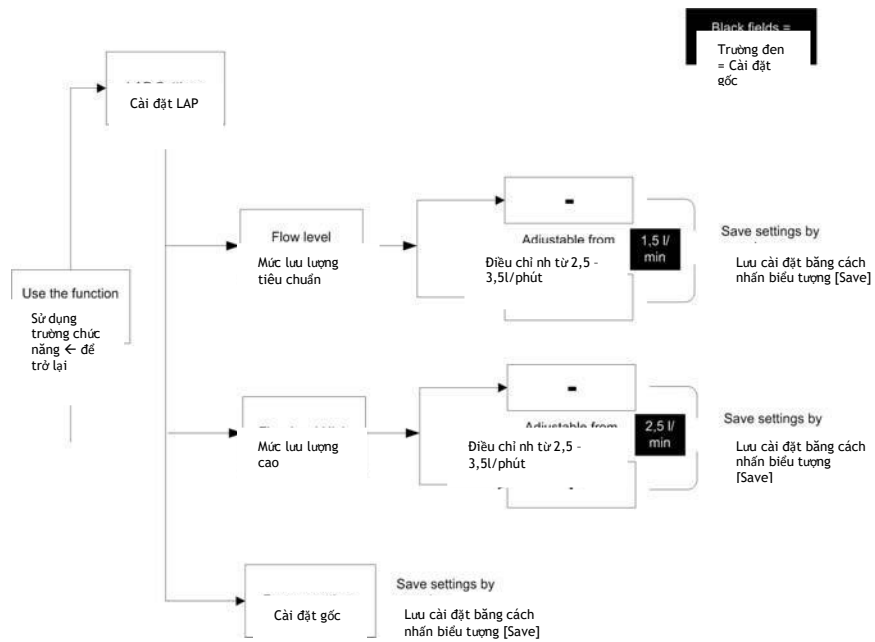 Black fields =
Trường đen
= Cài đặt
gốc
Cài đặt LAP
Flow level
Mức lưu lượng
tiêu chuẩn
-
Adjustable from
1,5 l/
min
Điều chỉ nh từ 2,5 -
3,5l/phút
Save settings by
Lưu cài đặt bằng cách
nhấn biểu tượng [Save]
Use the function
Sử dụng
trường chức
năng ← để
trở lại
Mức lưu lượng
cao
-
Adjustable from
2,5 l/
min
Điều chỉ nh từ 2,5 -
3,5l/phút
Save settings by
Lưu cài đặt bằng cách
nhấn biểu tượng
[Save]
Cài đặt gốc
Save settings by
Lưu cài đặt bằng cách
nhấn biểu tượng [Save]